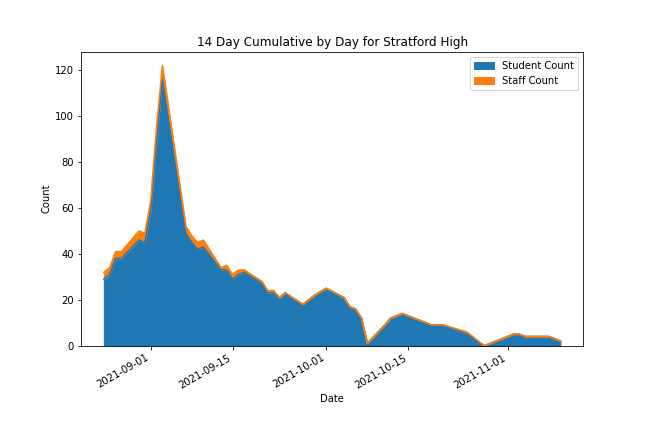 14 Day Cumulative by Day for Stratford High
Student Count
Staff Count
120
100
80
60
40
20
0
Count
2021-09-01
2021-09-15
2021-10-01
2021-10-15
2021-11-01
Date